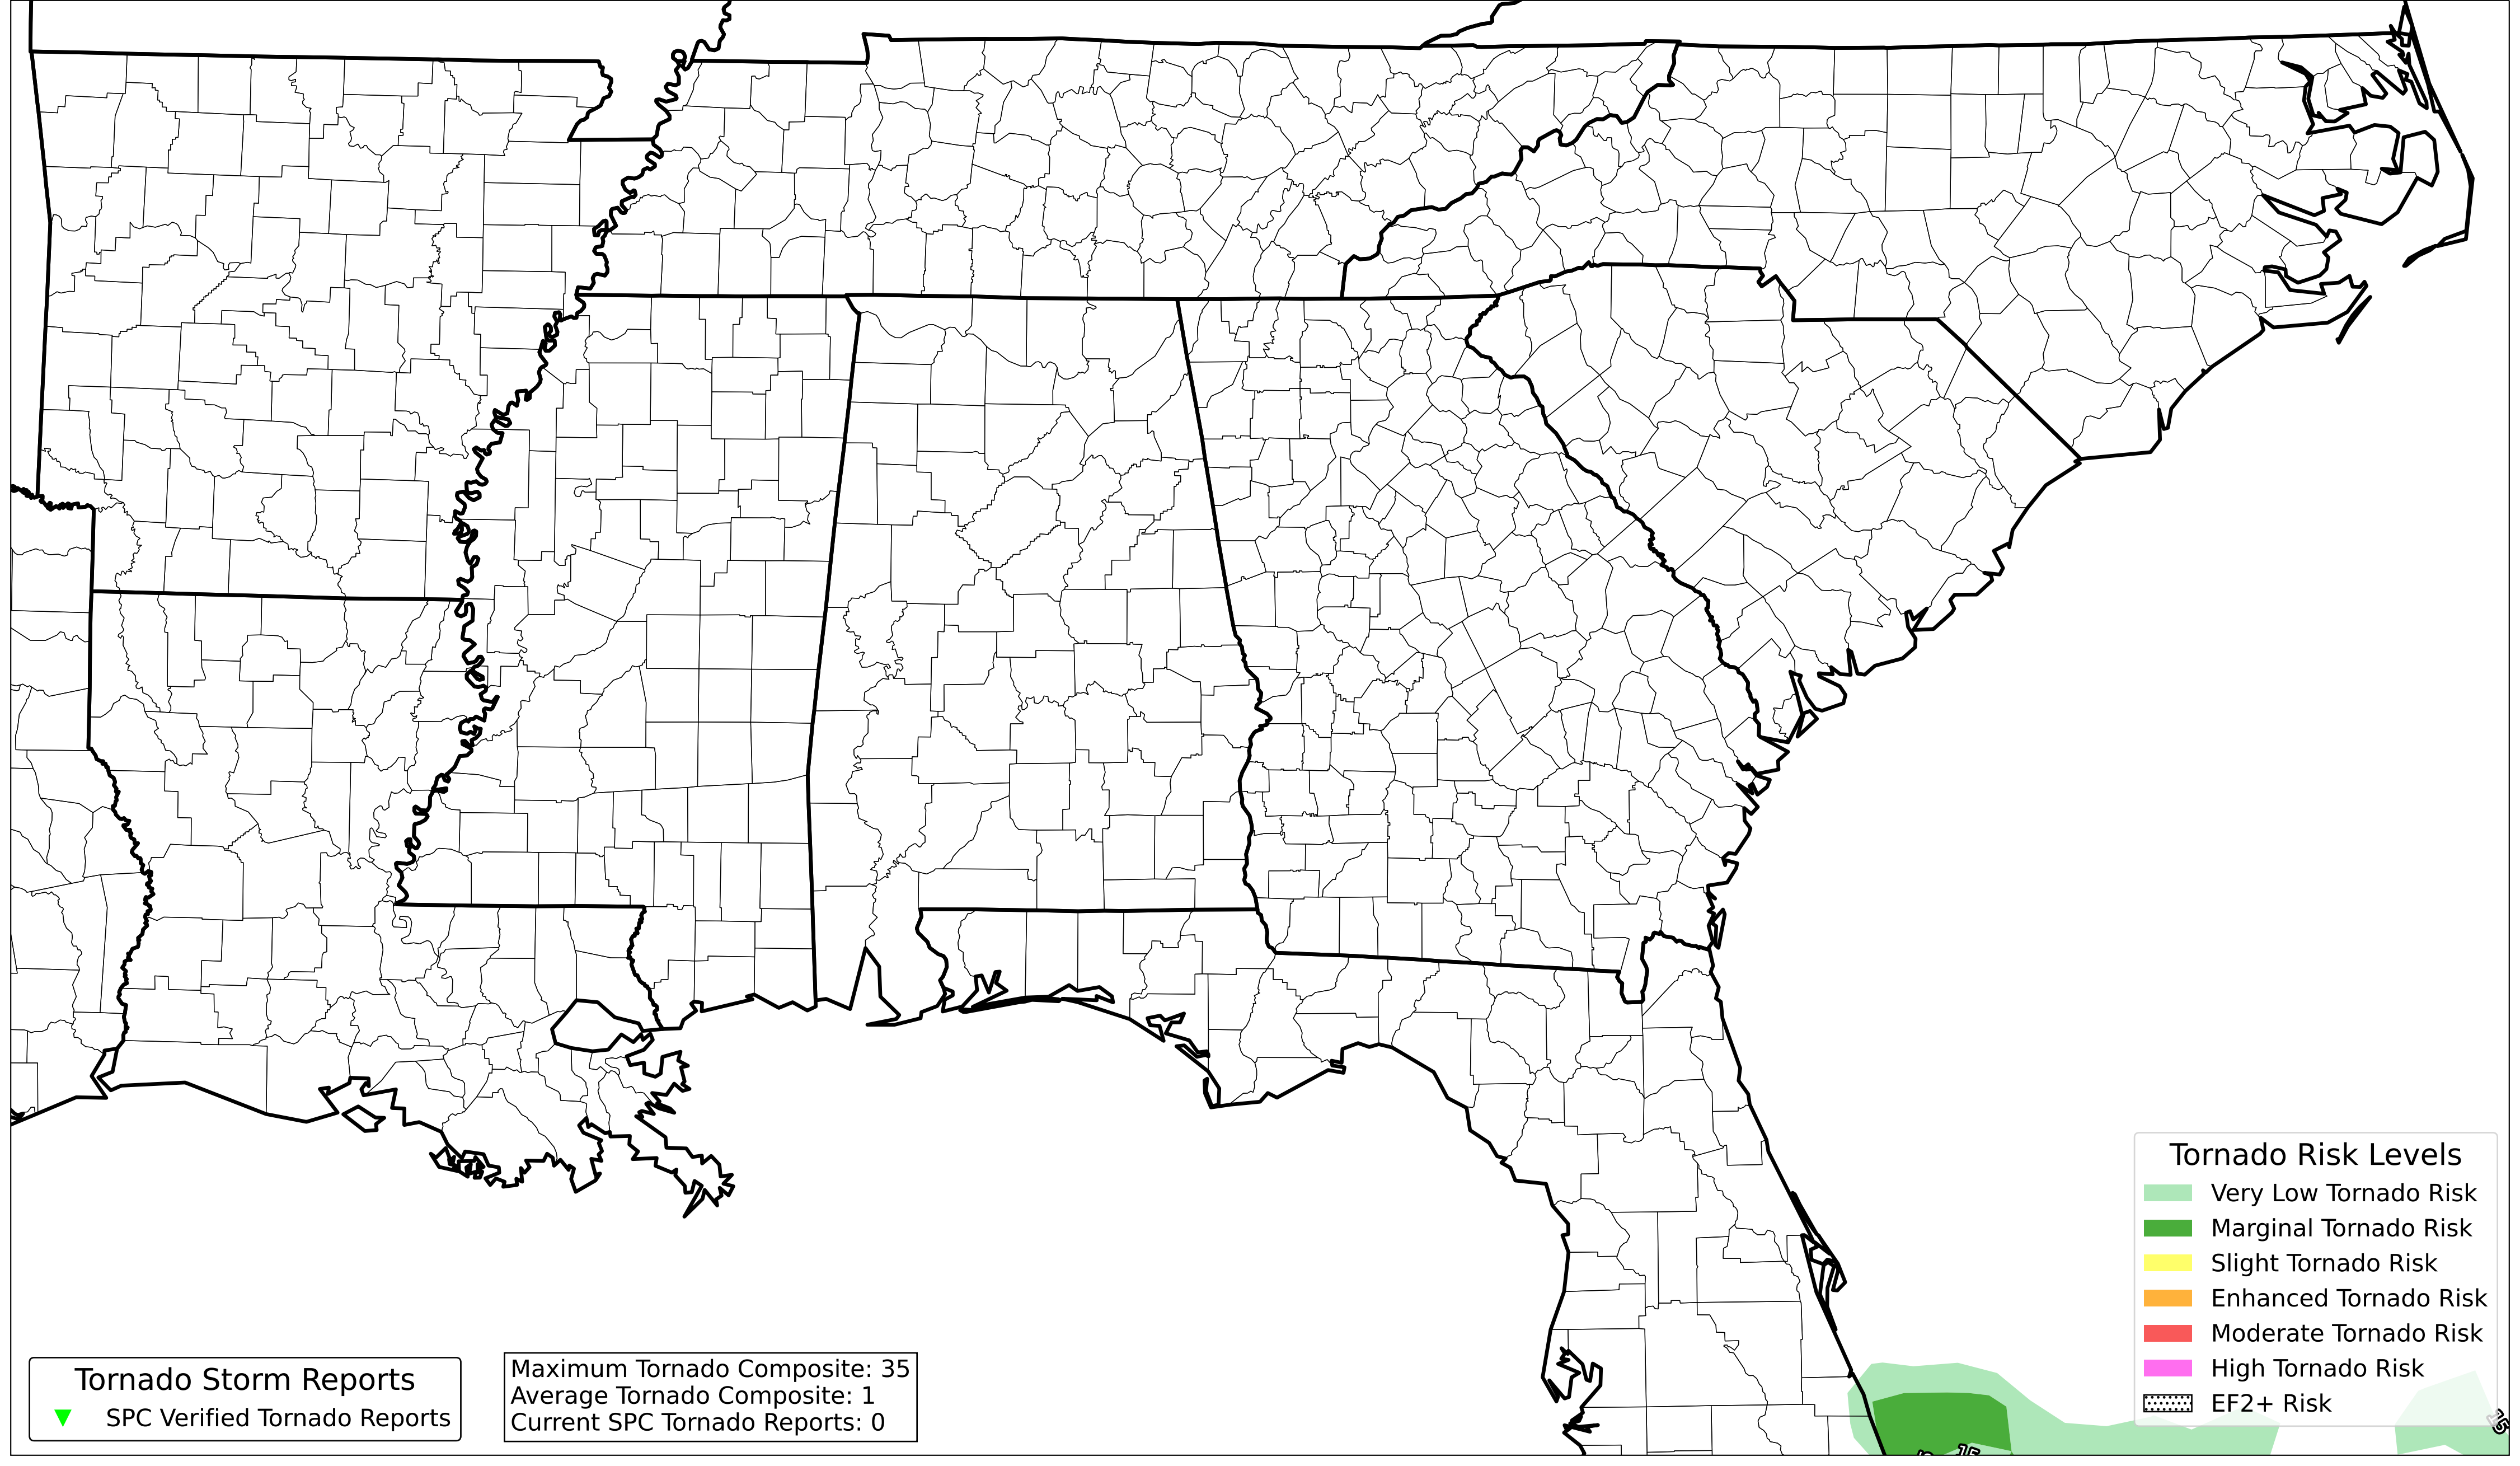 Tornado Risk Levels
Very Low Tornado Risk
Marginal Tornado Risk
Slight Tornado Risk
Enhanced Tornado Risk
Moderate Tornado Risk
High Tornado Risk
EF2+ Risk
Tornado Storm Reports
SPC Verified Tornado Reports
Maximum Tornado Composite: 35
Average Tornado Composite: 1
Current SPC Tornado Reports: 0
15
15